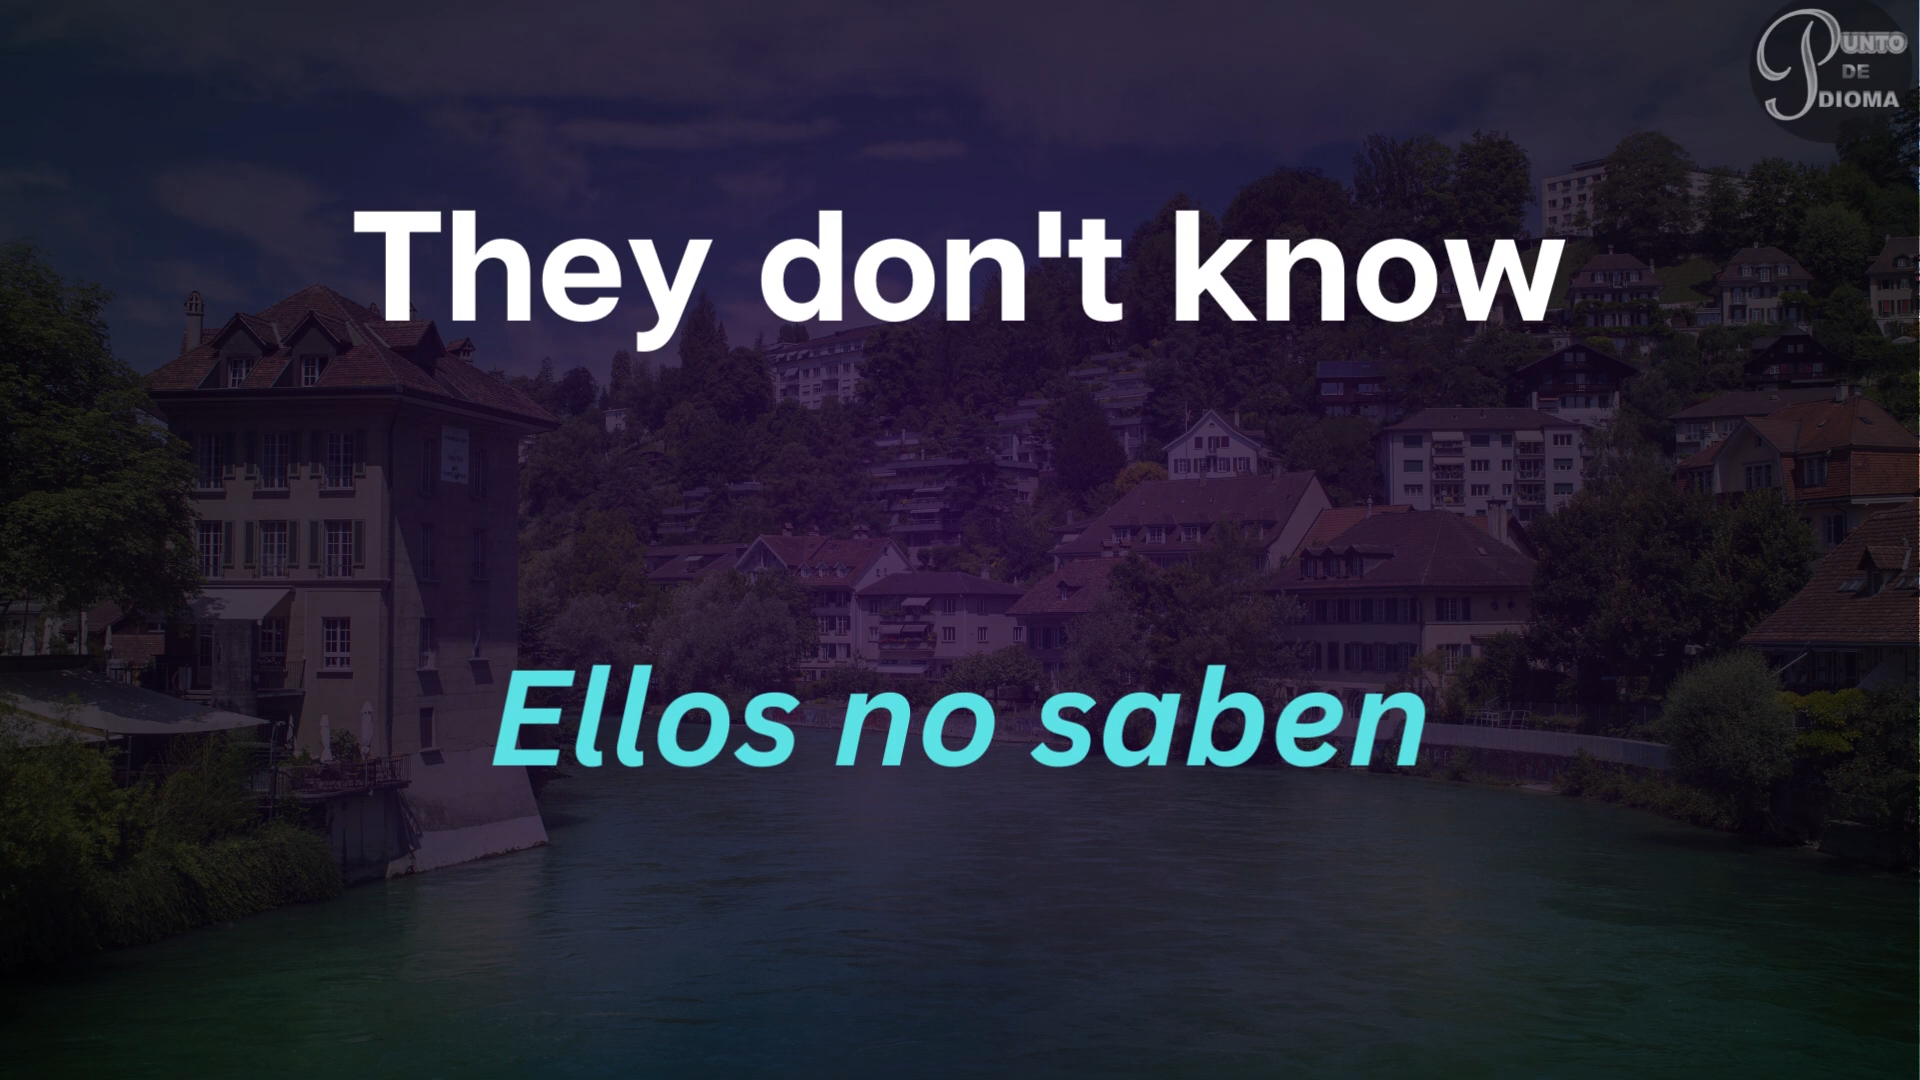 PUNTO
DE
IDIOMA
They don't know
Ellos no saben